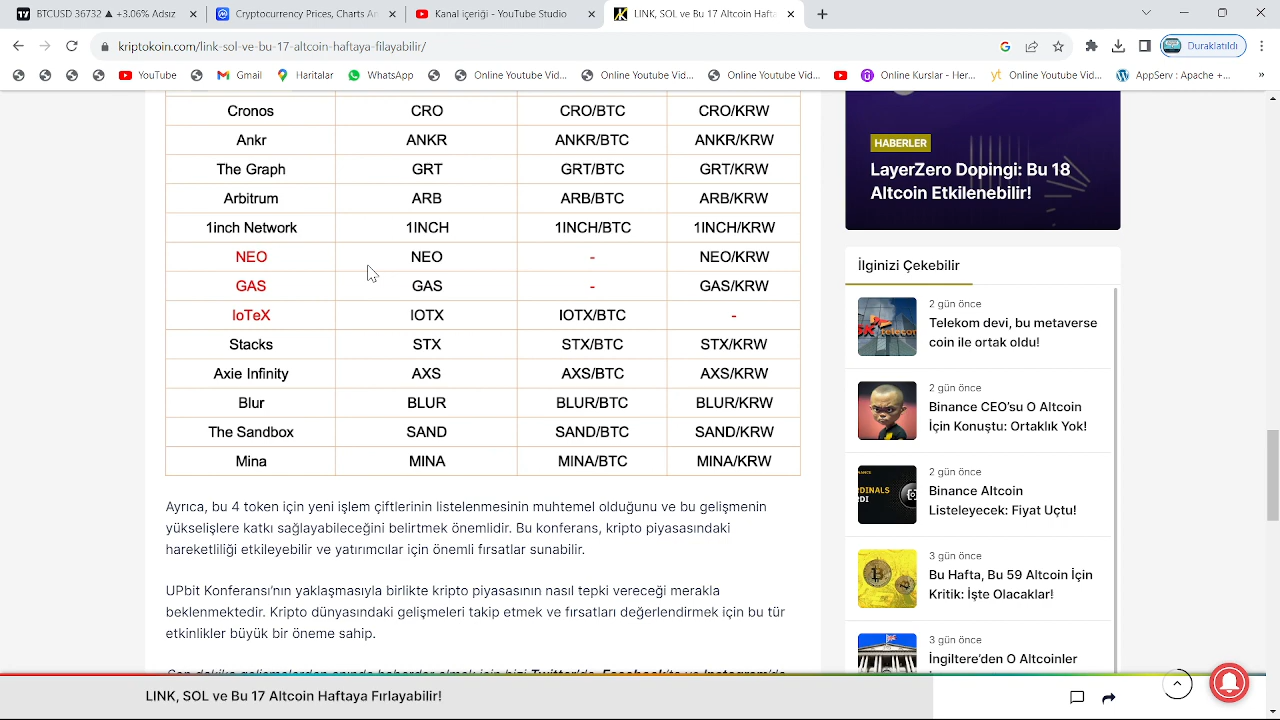 BTCUSD 36732 ▲ +3.06% Adsız
Cryptocurrency Prices, Charts A
Kanal içeriği - YouTube Studio
LINK, SOL ve Bu 17 Altcoin Hafta
kriptokoin.com/link-sol-ve-bu-17-altcoin-haftaya-filayabilir/
Duraklatıldı
YouTube
Gmail
Haritalar
WhatsApp
Online Youtube Vid...
Online Youtube Vid...
Online Youtube Vid...
Online Kurslar - Her...
yt Online Youtube Vid...
AppServ : Apache +...
»
Cronos CRO CRO/BTC CRO/KRW
Ankr ANKR ANKR/BTC ANKR/KRW
The Graph GRT GRT/BTC GRT/KRW
Arbitrum ARB ARB/BTC ARB/KRW
1inch Network 1INCH 1INCH/BTC 1INCH/KRW
NEO NEO - NEO/KRW
GAS GAS - GAS/KRW
IoTeX IOTX IOTX/BTC -
Stacks STX STX/BTC STX/KRW
Axie Infinity AXS AXS/BTC AXS/KRW
Blur BLUR BLUR/BTC BLUR/KRW
The Sandbox SAND SAND/BTC SAND/KRW
Mina MINA MINA/BTC MINA/KRW
Ayrıca, bu 4 token için yeni işlem çiftlerinin listelenmesinin muhtemel olduğunu ve bu gelişmenin
yükselişlere katkı sağlayabileceğini belirtmek önemlidir. Bu konferans, kripto piyasasındaki
hareketliliği etkileyebilir ve yatırımcılar için önemli fırsatlar sunabilir.
UPbit Konferansı'nın yaklaşmasıyla birlikte kripto piyasasının nasıl tepki vereceği merakla
beklenmektedir. Kripto dünyasındaki gelişmeleri takip etmek ve fırsatları değerlendirmek için bu tür
etkinlikler büyük bir öneme sahip.
HABERLER
LayerZero Dopingi: Bu 18
Altcoin Etkilenebilir!
İlginizi Çekebilir
2 gün önce
Telekom devi, bu metaverse
coin ile ortak oldu!
2 gün önce
Binance CEO'su O Altcoin
İçin Konuştu: Ortaklık Yok!
2 gün önce
Binance Altcoin
Listeleyecek: Fiyat Uçtu!
3 gün önce
Bu Hafta, Bu 59 Altcoin İçin
Kritik: İşte Olacaklar!
3 gün önce
İngiltere'den O Altcoinler
LINK, SOL ve Bu 17 Altcoin Haftaya Fırlayabilir!